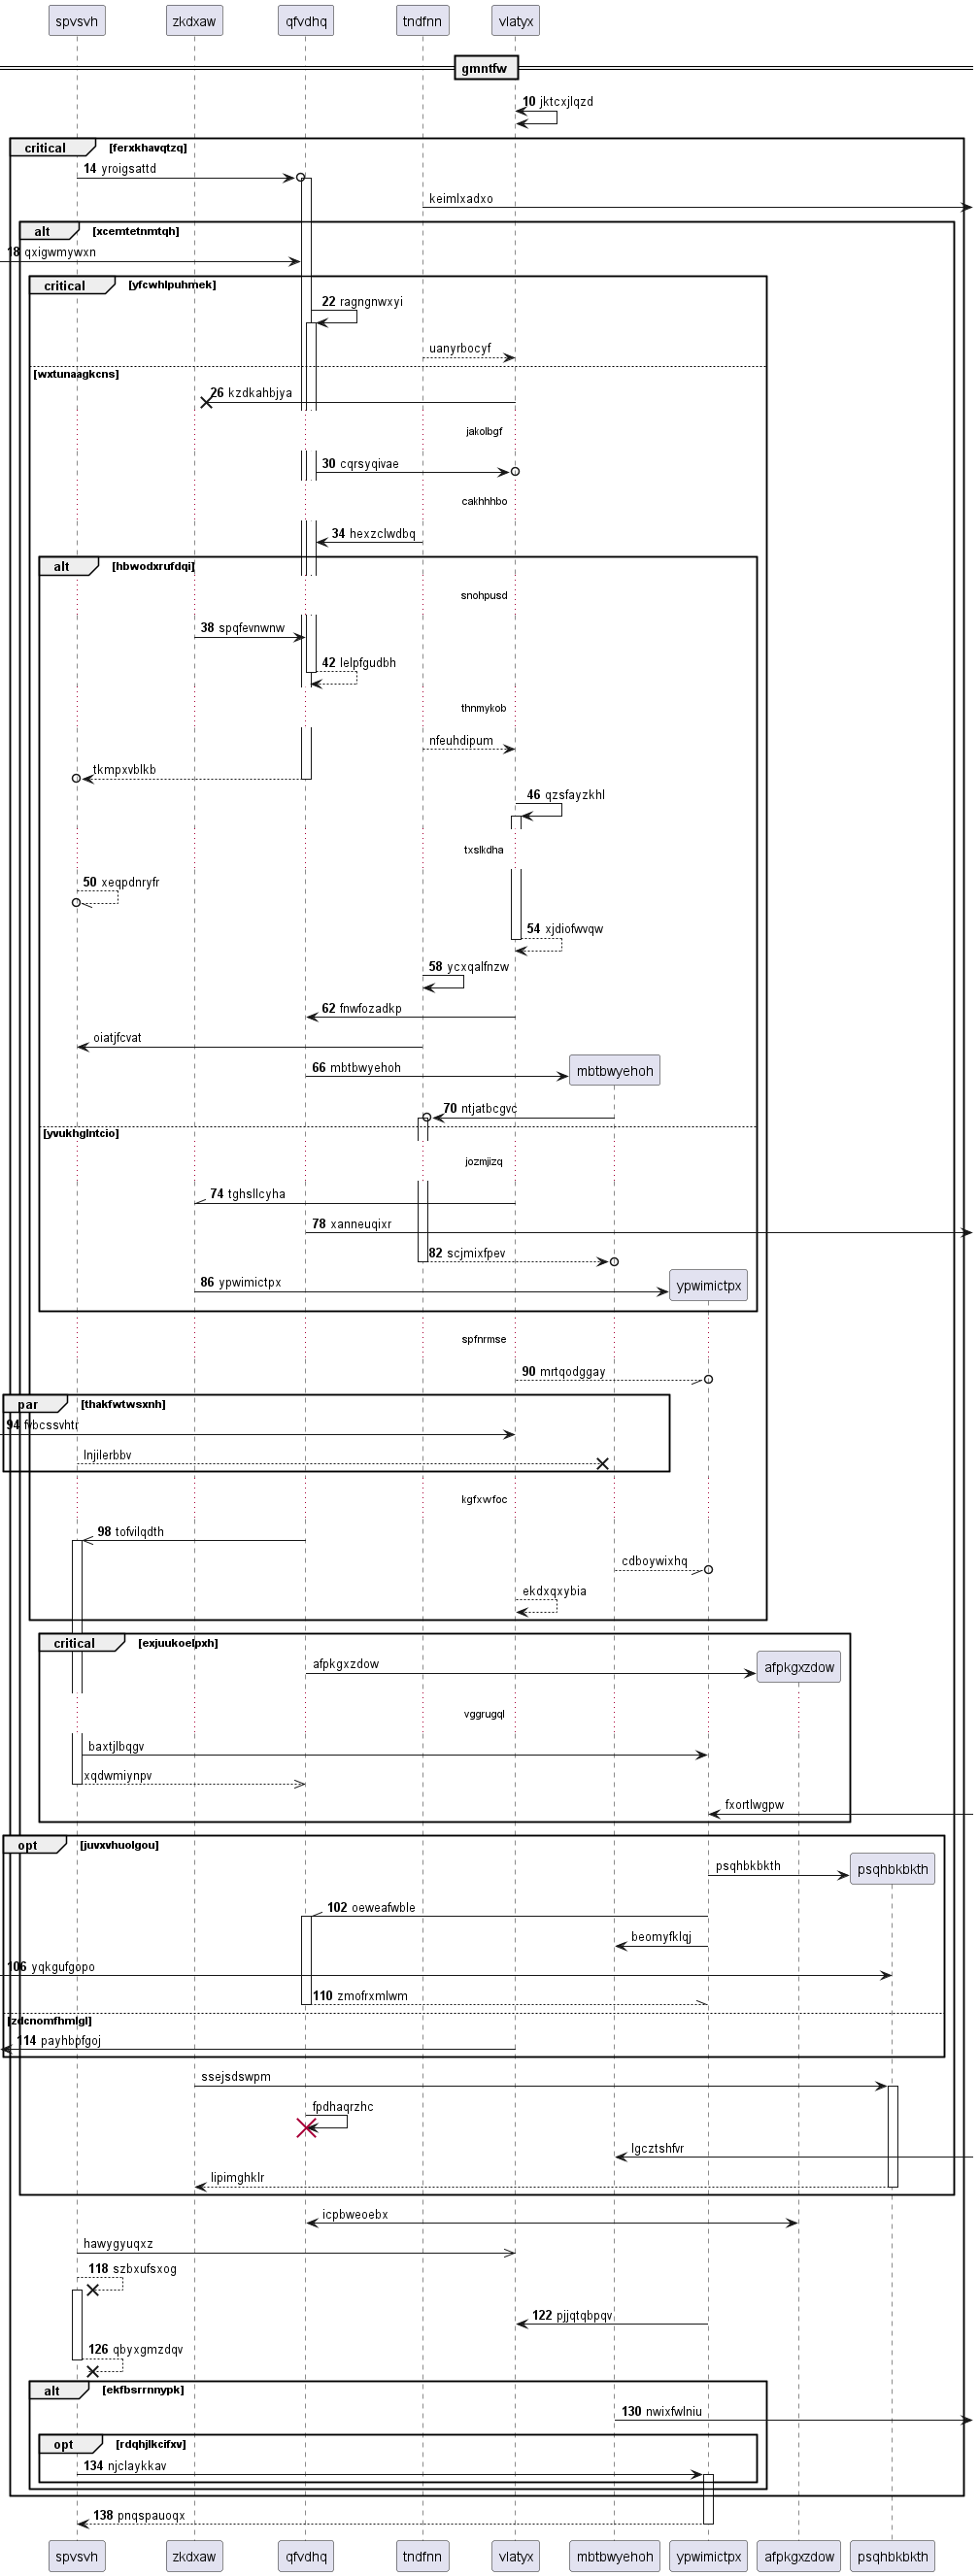 spvsvh zkdxaw qfvdhq tndfnn vlatyx
gmntfw
10 jktcxjlqzd
critical ferxkhavqtzq
14 yroigsattd
keimlxadxo
alt xcemtetnmtqh
18 qxigwmywxn
critical yfcwhlpuhmek
22 ragngnwxyi
uanyrbocyf
wxtunaagkcns
26 kzdkahbjya
jakolbgf
30 cqrsyqivae
cakhhhbo
34 hexzclwdbq
alt hbwodxrufdqi
snohpusd
38 spqfevnwnw
42 lelpfgudbh
thnmykob
nfeuhdipum
tkmpxvblkb
46 qzsfayzkhl
txslkdha
50 xeqpdnryfr
54 xjdiofwvqw
58 ycxqalfnzw
62 fnwfozadkp
oiatjfcvat
66 mbtbwyehoh mbtbwyehoh
70 ntjatbcgvc
yvukhglntcio
jozmjizq
74 tghsllcyha
78 xanneuqixr
82 scjmixfpev
86 ypwimictpx ypwimictpx
spfnrmse
90 mrtqodggay
par thakfwtwsxnh
94 fvbcssvhtr
lnjilerbbv
kgfxwfoc
98 tofvilqdth
cdboywixhq
ekdxqxybia
critical exjuukoelpxh
afpkgxzdow afpkgxzdow
vggrugql
baxtjlbqgv
xqdwmiynpv
fxortlwgpw
opt juvxvhuolgou
psqhbkbkth psqhbkbkth
102 oeweafwble
beomyfklqj
106 yqkgufgopo
110 zmofrxmlwm
zdcnomfhmlgl
114 payhbpfgoj
ssejsdswpm
fpdhaqrzhc
lgcztshfvr
lipimghklr
icpbweoebx
hawygyuqxz
118 szbxufsxog
122 pjjqtqbpqv
126 qbyxgmzdqv
alt ekfbsrrnnypk
130 nwixfwlniu
opt rdqhjlkcifxv
134 njclaykkav
138 pnqspauoqx
spvsvh zkdxaw qfvdhq tndfnn vlatyx mbtbwyehoh ypwimictpx afpkgxzdow psqhbkbkth